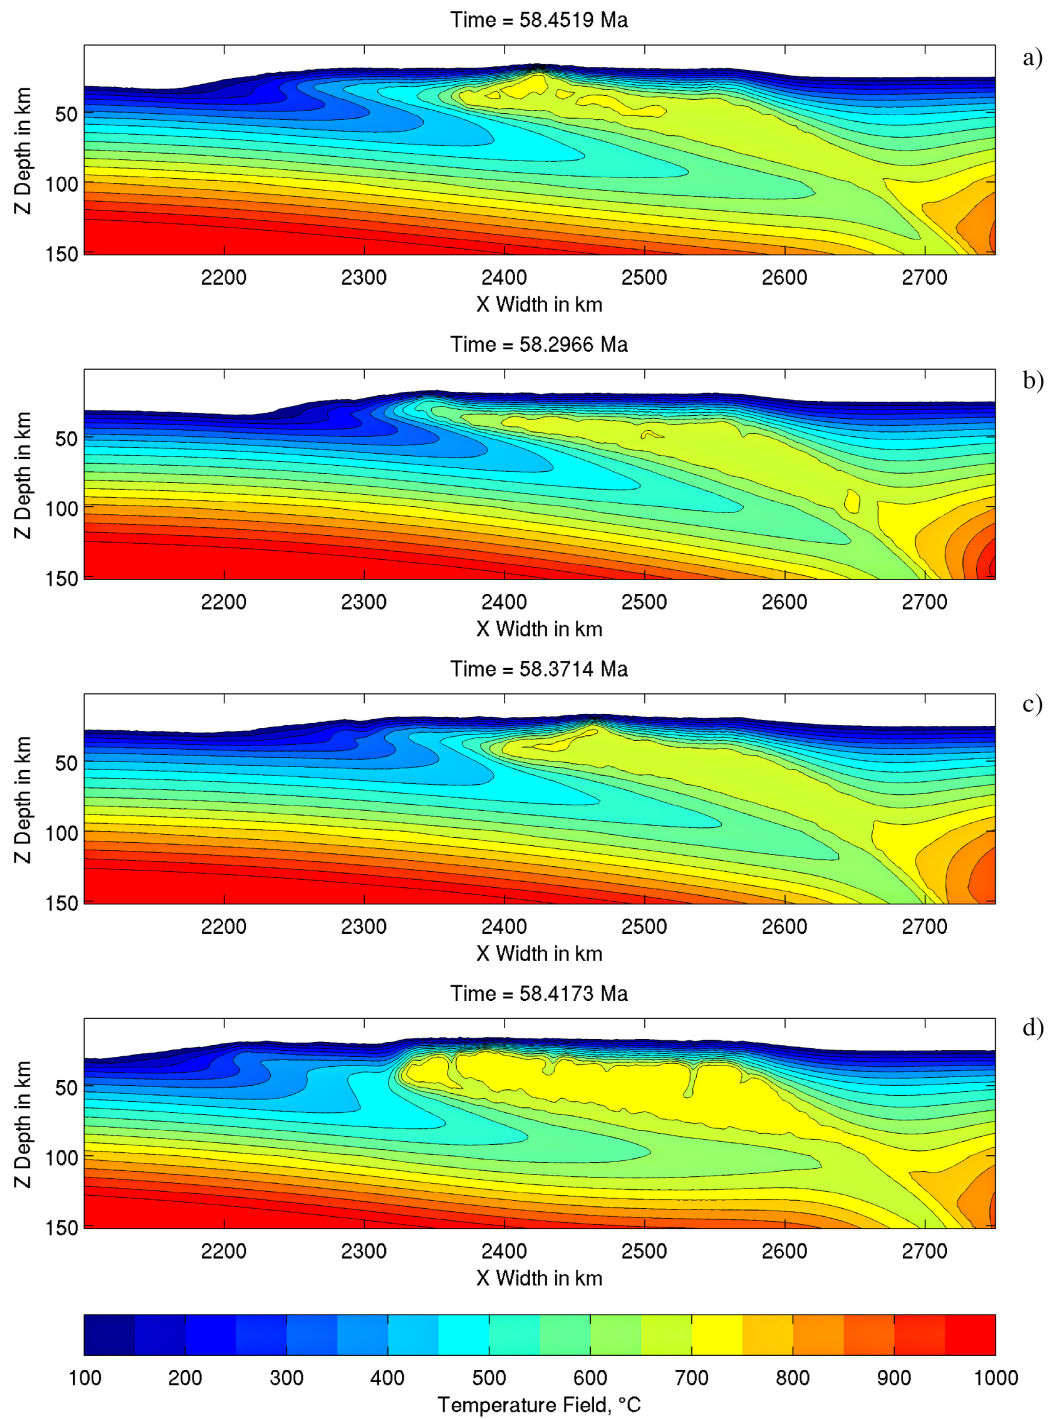 Time = 58.4519 Ma
a)
Z Depth in km
50
100
150
2200 2300 2400 2500 2600 2700
X Width in km
Time = 58.2966 Ma
b)
Z Depth in km
50
100
150
2200 2300 2400 2500 2600 2700
X Width in km
Time = 58.3714 Ma
c)
Z Depth in km
50
100
150
2200 2300 2400 2500 2600 2700
X Width in km
Time = 58.4173 Ma
d)
Z Depth in km
50
100
150
2200 2300 2400 2500 2600 2700
X Width in km
100 200 300 400 500 600 700 800 900 1000
Temperature Field, °C